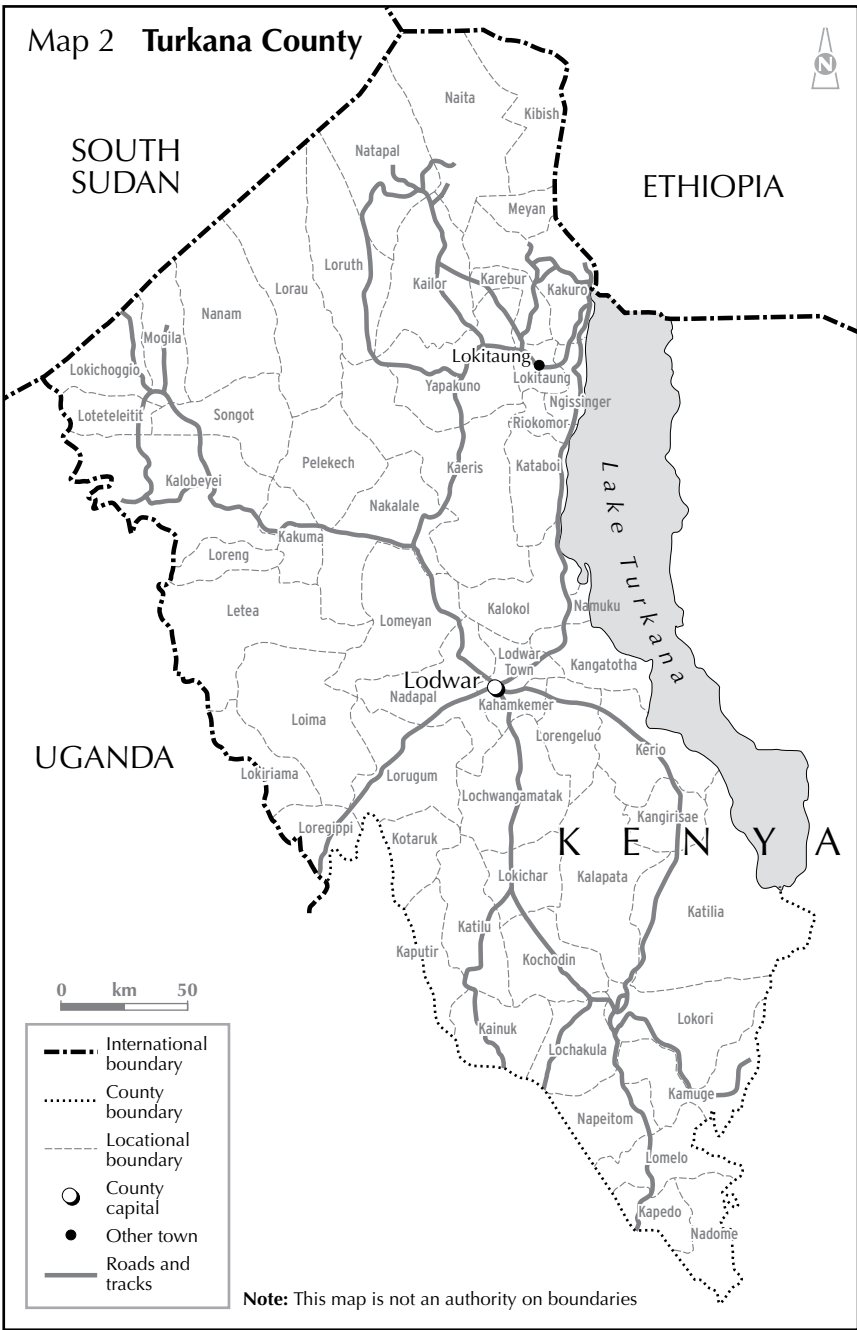 Map 2 Turkana County
N
SOUTH
SUDAN
ETHIOPIA
UGANDA
KENYA
Lake Turkana
Naita
Kibish
Natapal
Meyan
Loruth
Kailor
Karebur
Kakuro
Lorau
Nanam
Mogila
Lokichoggio
Lokitaung
Lokitaung
Yapakuno
Ngissinger
Riokomor
Loteteleitit
Songot
Pelekech
Kaeris
Kataboi
Kalobeyei
Nakalale
Kakuma
Loreng
Letea
Lomeyan
Kalokol
Namuku
Lodwar
Town
Kangatotha
Lodwar
Nadapal
Kahamkemer
Loima
Lorengeluo
Kerio
Lokiriama
Lorugum
Lochwangamatak
Loregippi
Kangirisae
Kotaruk
Lokichar
Kalapata
Katilia
Katilu
Kaputir
Kochodin
Kainuk
Lokori
Lochakula
Kamuge
Napeitom
Lomelo
Kapedo
Nadome
0 km 50
International
boundary
County
boundary
Locational
boundary
County
capital
Other town
Roads and
tracks
Note: This map is not an authority on boundaries